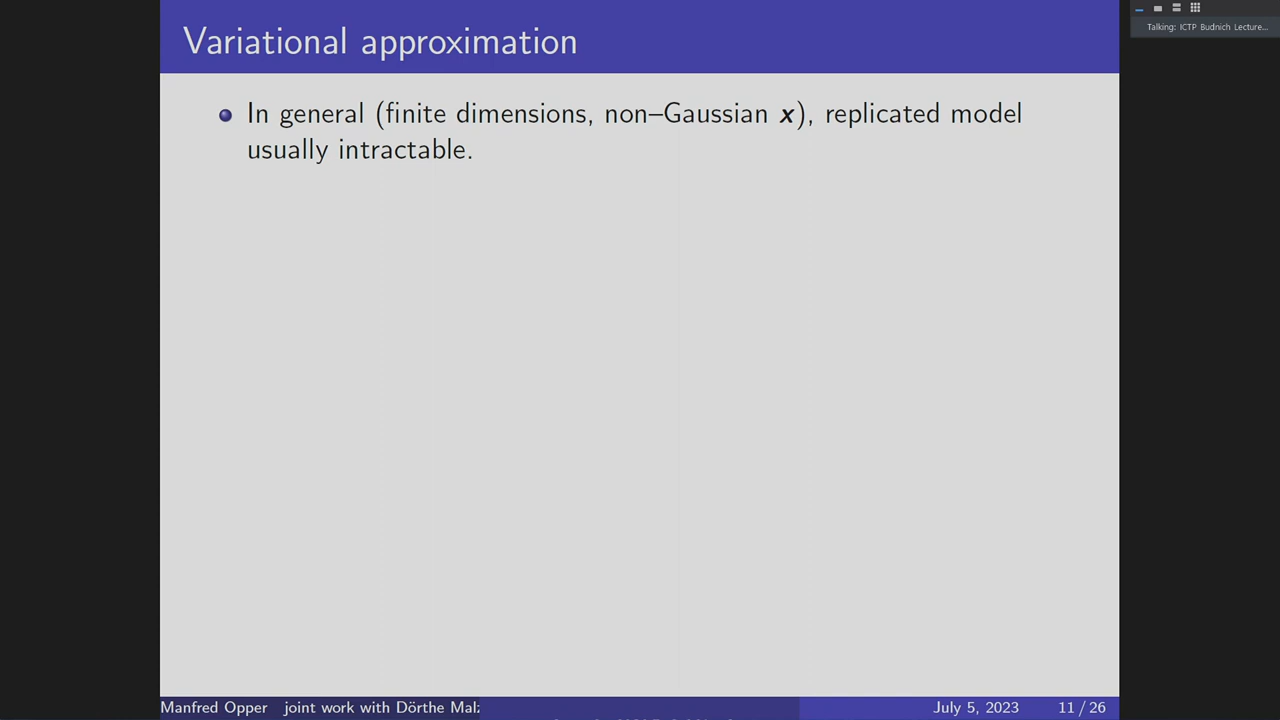 Variational approximation
In general (finite dimensions, non–Gaussian x), replicated model
usually intractable.
Manfred Opper joint work with Dörthe Malz
July 5, 2023 11 / 26
Talking: ICTP Budnich Lecture...